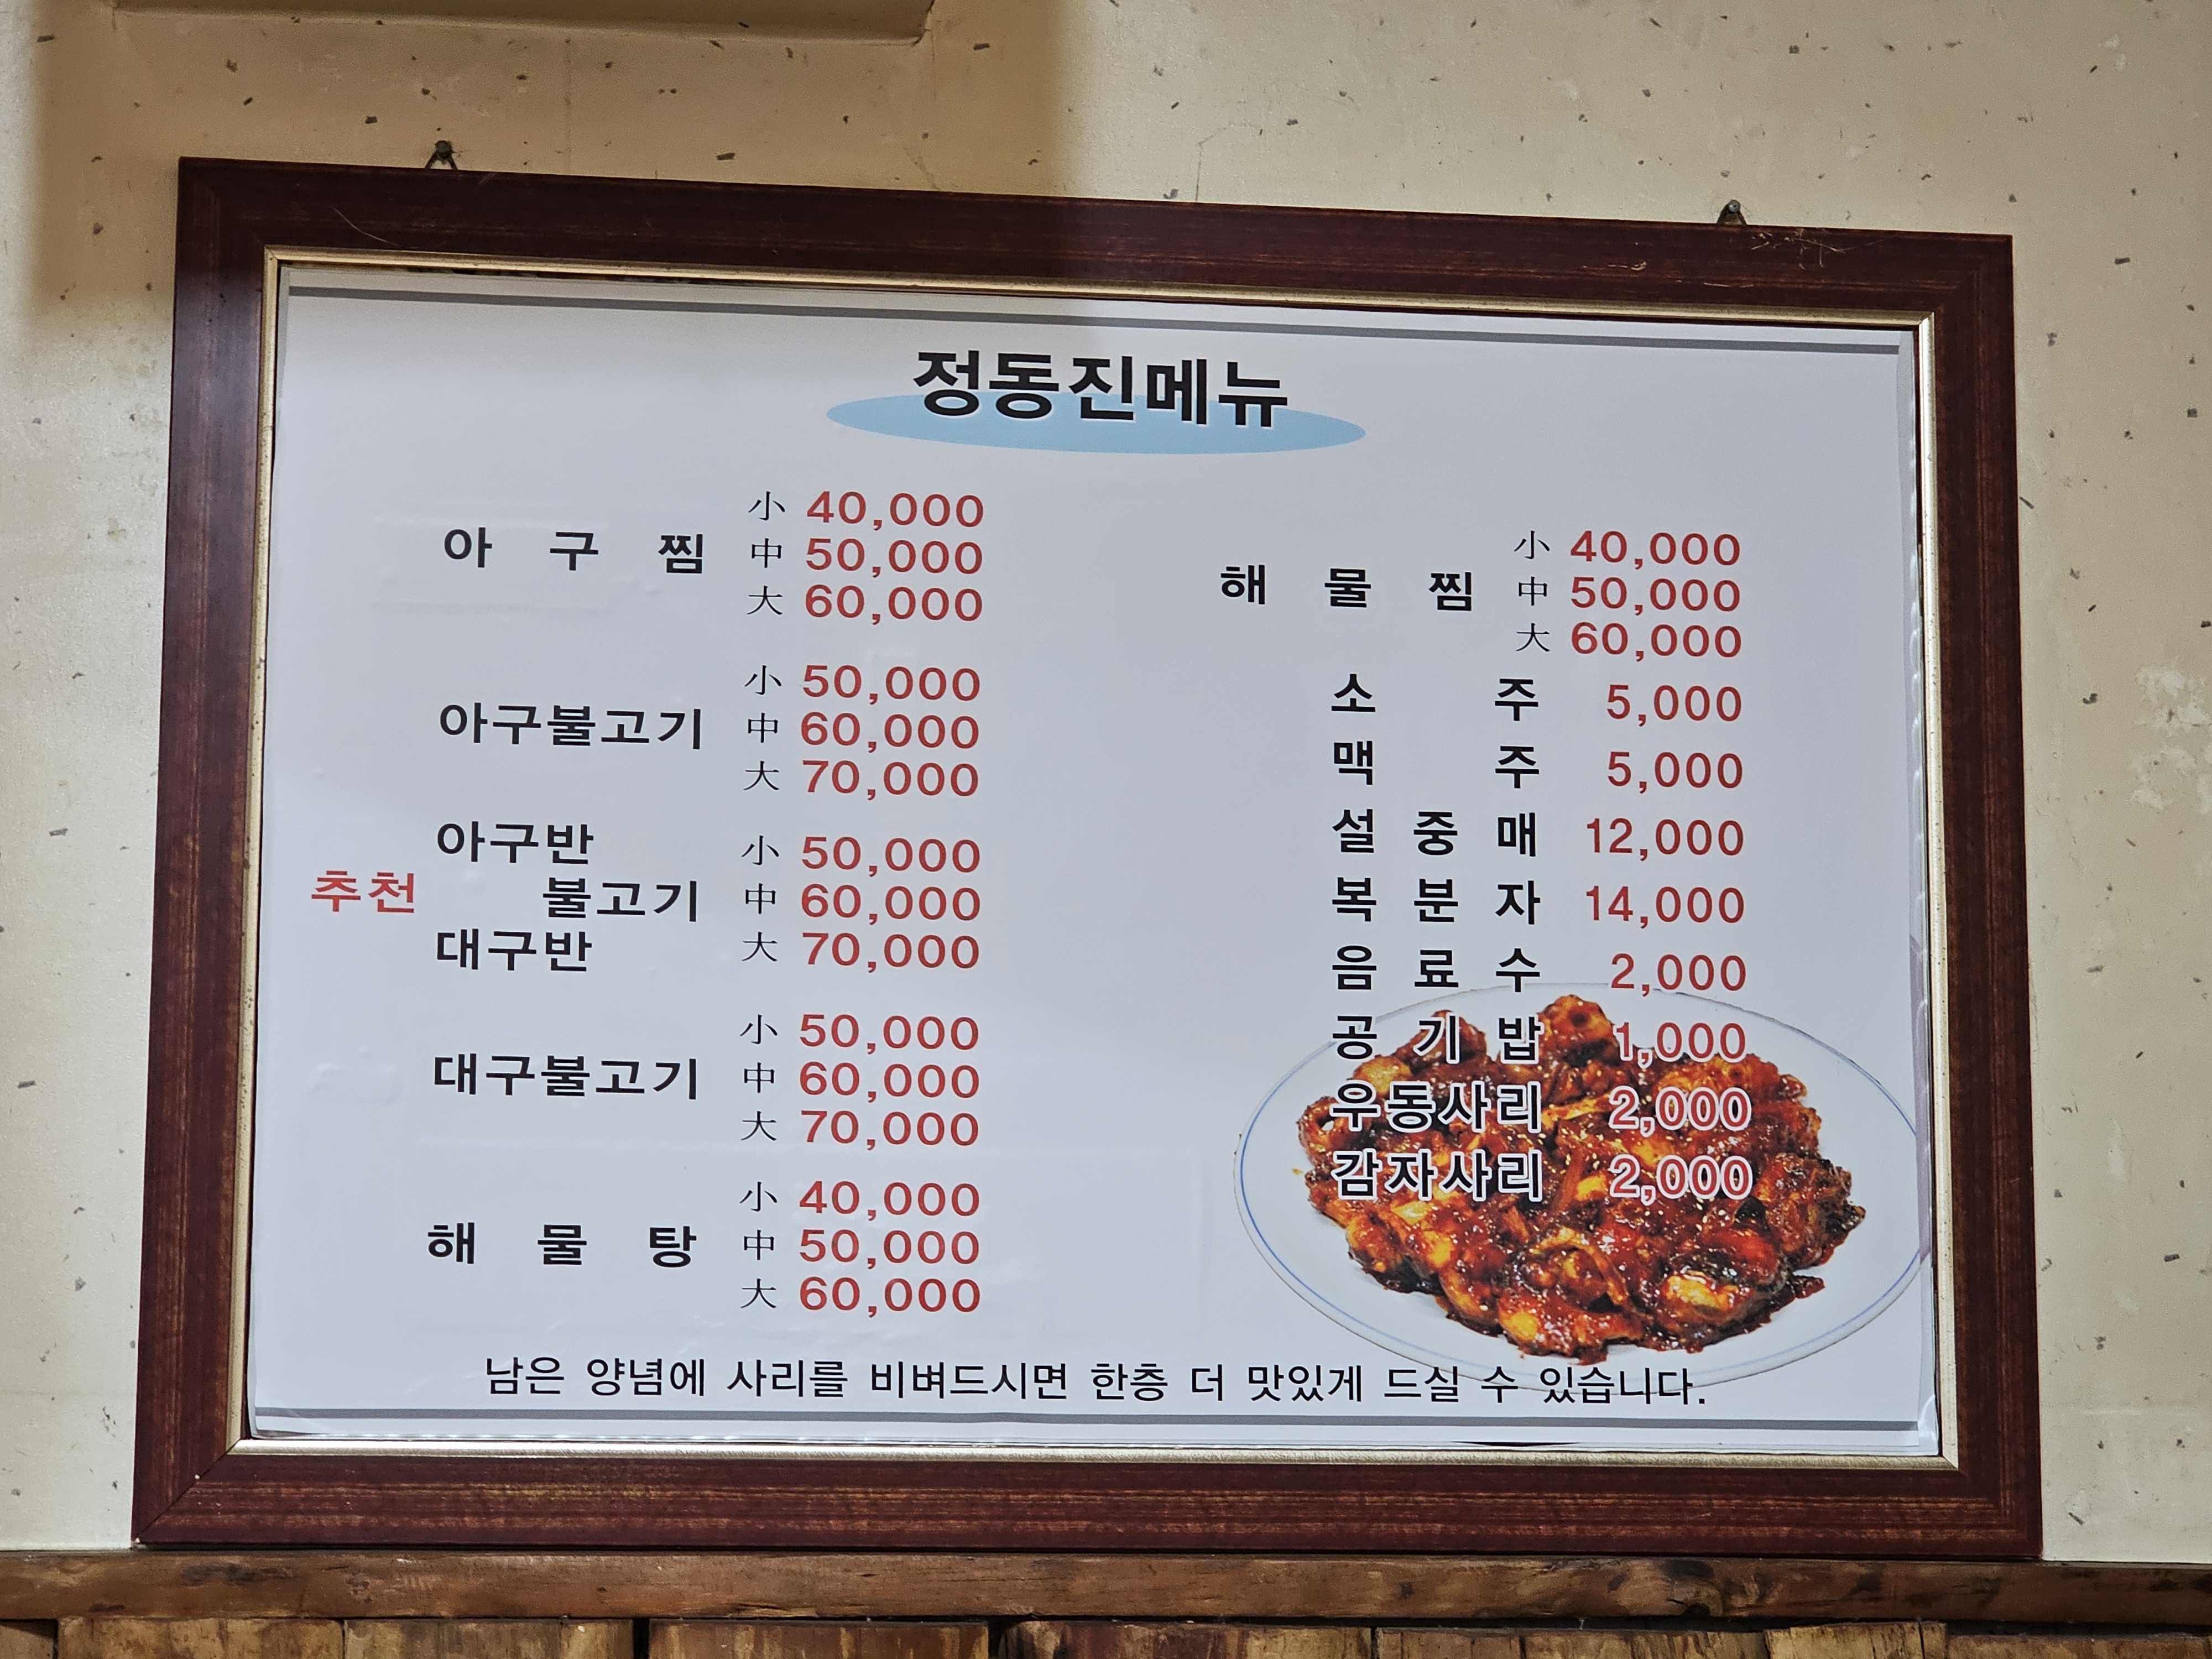 정동진메뉴
小 40,000
아 구 찜 中 50,000
大 60,000
小 50,000
아구불고기 中 60,000
大 70,000
아구반 小 50,000
추천 불고기 中 60,000
대구반 大 70,000
小 50,000
대구불고기 中 60,000
大 70,000
小 40,000
해 물 탕 中 50,000
大 60,000
小 40,000
해 물 찜 中 50,000
大 60,000
소 주 5,000
맥 주 5,000
설 중 매 12,000
복 분 자 14,000
음 료 수 2,000
공 기 밥 1,000
우동사리 2,000
감자사리 2,000
남은 양념에 사리를 비벼드시면 한층 더 맛있게 드실 수 있습니다.